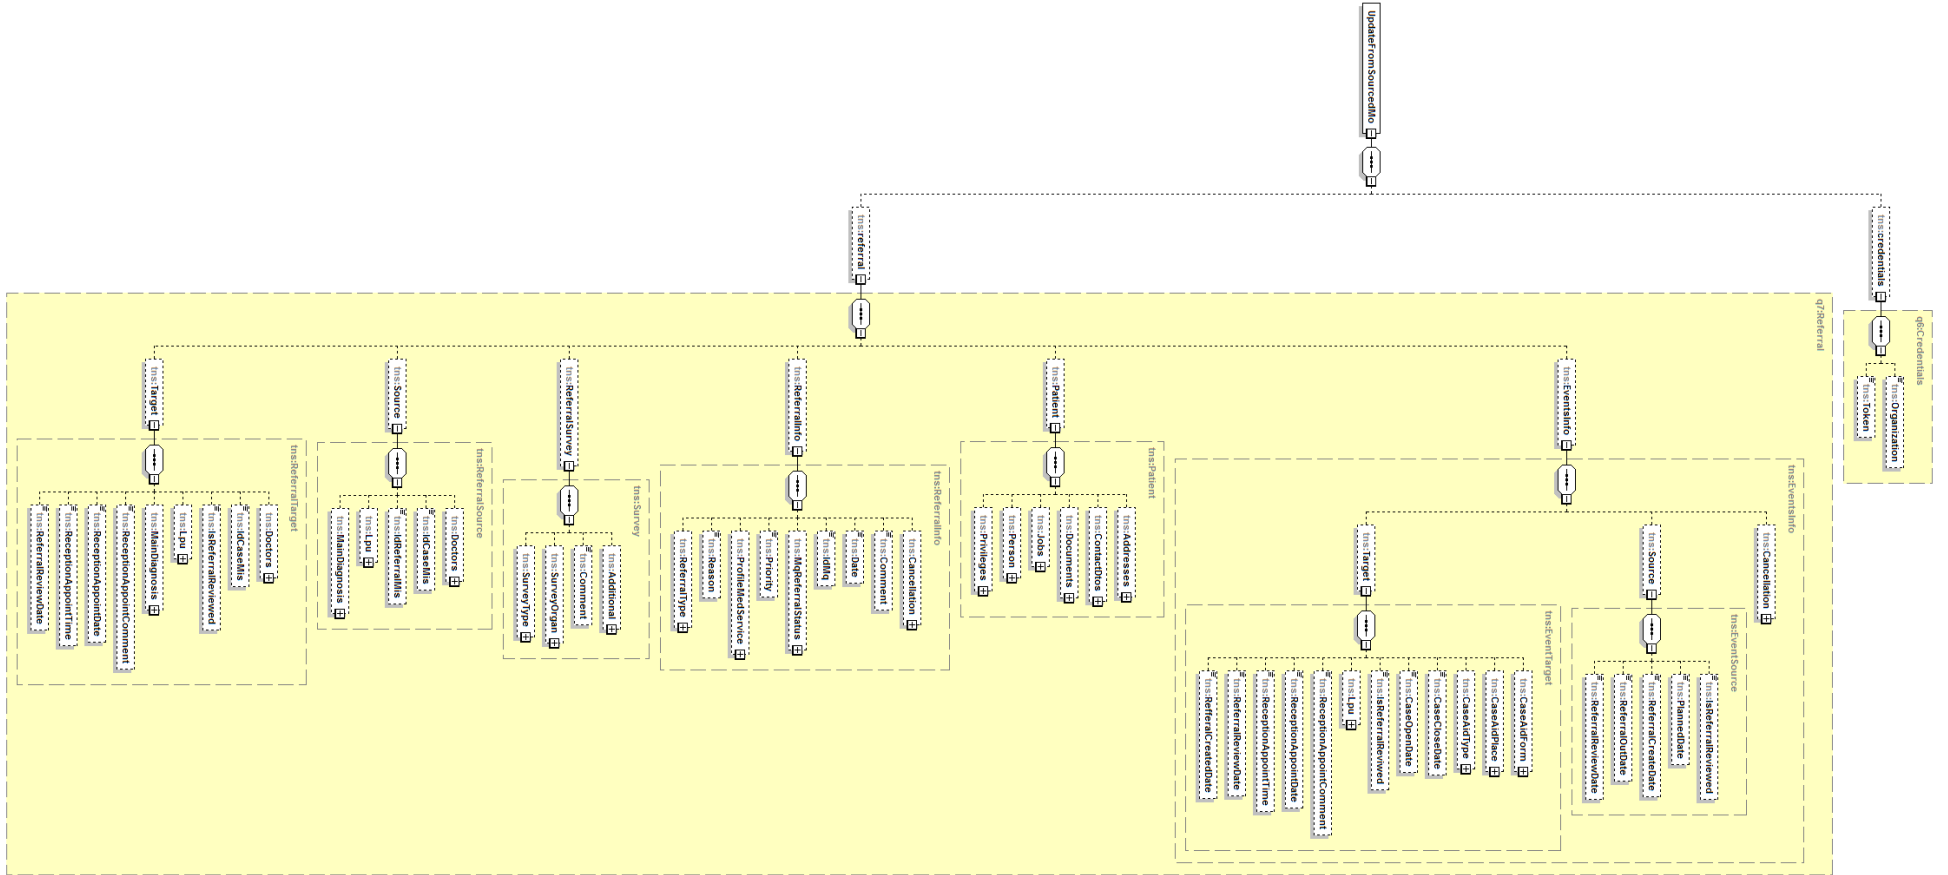 UpdateFromSourcedMo
tns:credentials
q6:Credentials
tns:Organization
tns:Token
tns:referral
q7:Referral
tns:EventsInfo
tns:EventsInfo
tns:Cancellation
tns:Source
tns:EventSource
tns:IsReferralReviewed
tns:PlannedDate
tns:ReferralCreateDate
tns:ReferralOutDate
tns:ReferralReviewDate
tns:Target
tns:EventTarget
tns:CaseAidForm
tns:CaseAidPlace
tns:CaseAidType
tns:CaseCloseDate
tns:CaseOpenDate
tns:IsReferralReviwed
tns:Lpu
tns:ReceptionAppointComment
tns:ReceptionAppointDate
tns:ReceptionAppointTime
tns:ReferralReviewDate
tns:RefferalCreatedDate
tns:Patient
tns:Patient
tns:Addresses
tns:ContactDtos
tns:Documents
tns:Jobs
tns:Person
tns:Privileges
tns:ReferralInfo
tns:ReferralInfo
tns:Cancellation
tns:Comment
tns:Date
tns:IdMq
tns:MqReferralStatus
tns:Priority
tns:ProfileMedService
tns:Reason
tns:ReferralType
tns:ReferralSurvey
tns:Survey
tns:Additional
tns:Comment
tns:SurveyOrgan
tns:SurveyType
tns:Source
tns:ReferralSource
tns:Doctors
tns:IdCaseMis
tns:IdReferralMis
tns:Lpu
tns:MainDiagnosis
tns:Target
tns:ReferralTarget
tns:Doctors
tns:IdCaseMis
tns:IsReferralReviewed
tns:Lpu
tns:MainDiagnosis
tns:ReceptionAppointComment
tns:ReceptionAppointDate
tns:ReceptionAppointTime
tns:ReferralReviewDate